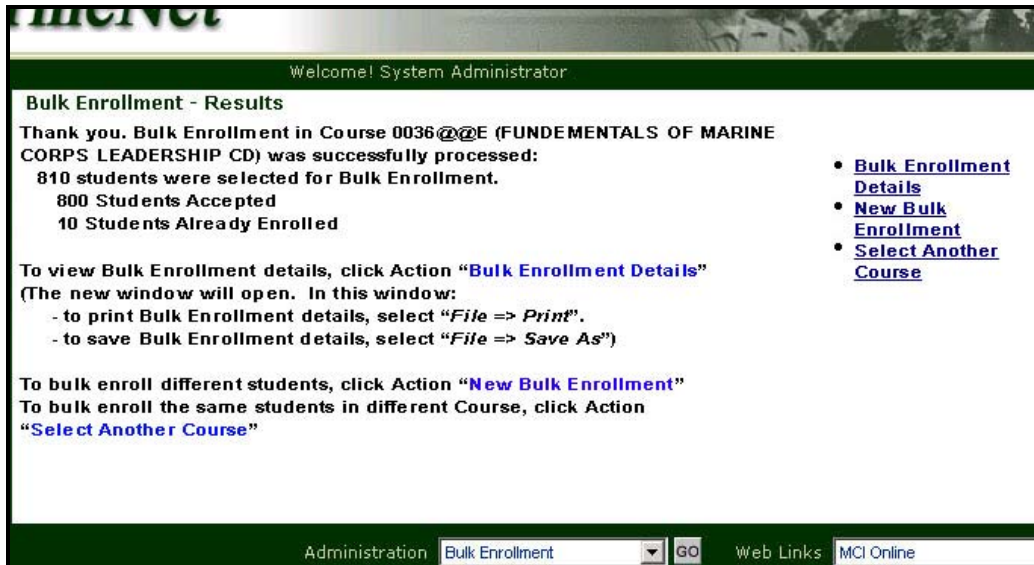 Welcome! System Administrator
Bulk Enrollment - Results
Thank you. Bulk Enrollment in Course 0036@@E (FUNDEMENTALS OF MARINE
CORPS LEADERSHIP CD) was successfully processed:
810 students were selected for Bulk Enrollment.
800 Students Accepted
10 Students Already Enrolled
To view Bulk Enrollment details, click Action “Bulk Enrollment Details”
(The new window will open. In this window:
- to print Bulk Enrollment details, select “File => Print”.
- to save Bulk Enrollment details, select “File => Save As”)
To bulk enroll different students, click Action “New Bulk Enrollment”
To bulk enroll the same students in different Course, click Action
“Select Another Course”
• Bulk Enrollment
Details
• New Bulk
Enrollment
• Select Another
Course
Administration Bulk Enrollment GO Web Links MCI Online